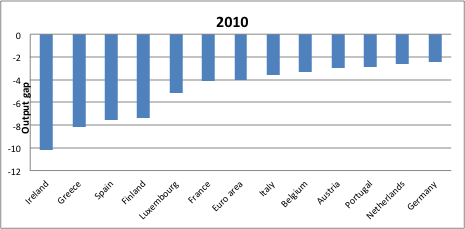 2010
Output gap
0
-2
-4
-6
-8
-10
-12
Ireland
Greece
Spain
Finland
Luxembourg
France
Euro area
Italy
Belgium
Austria
Portugal
Netherlands
Germany